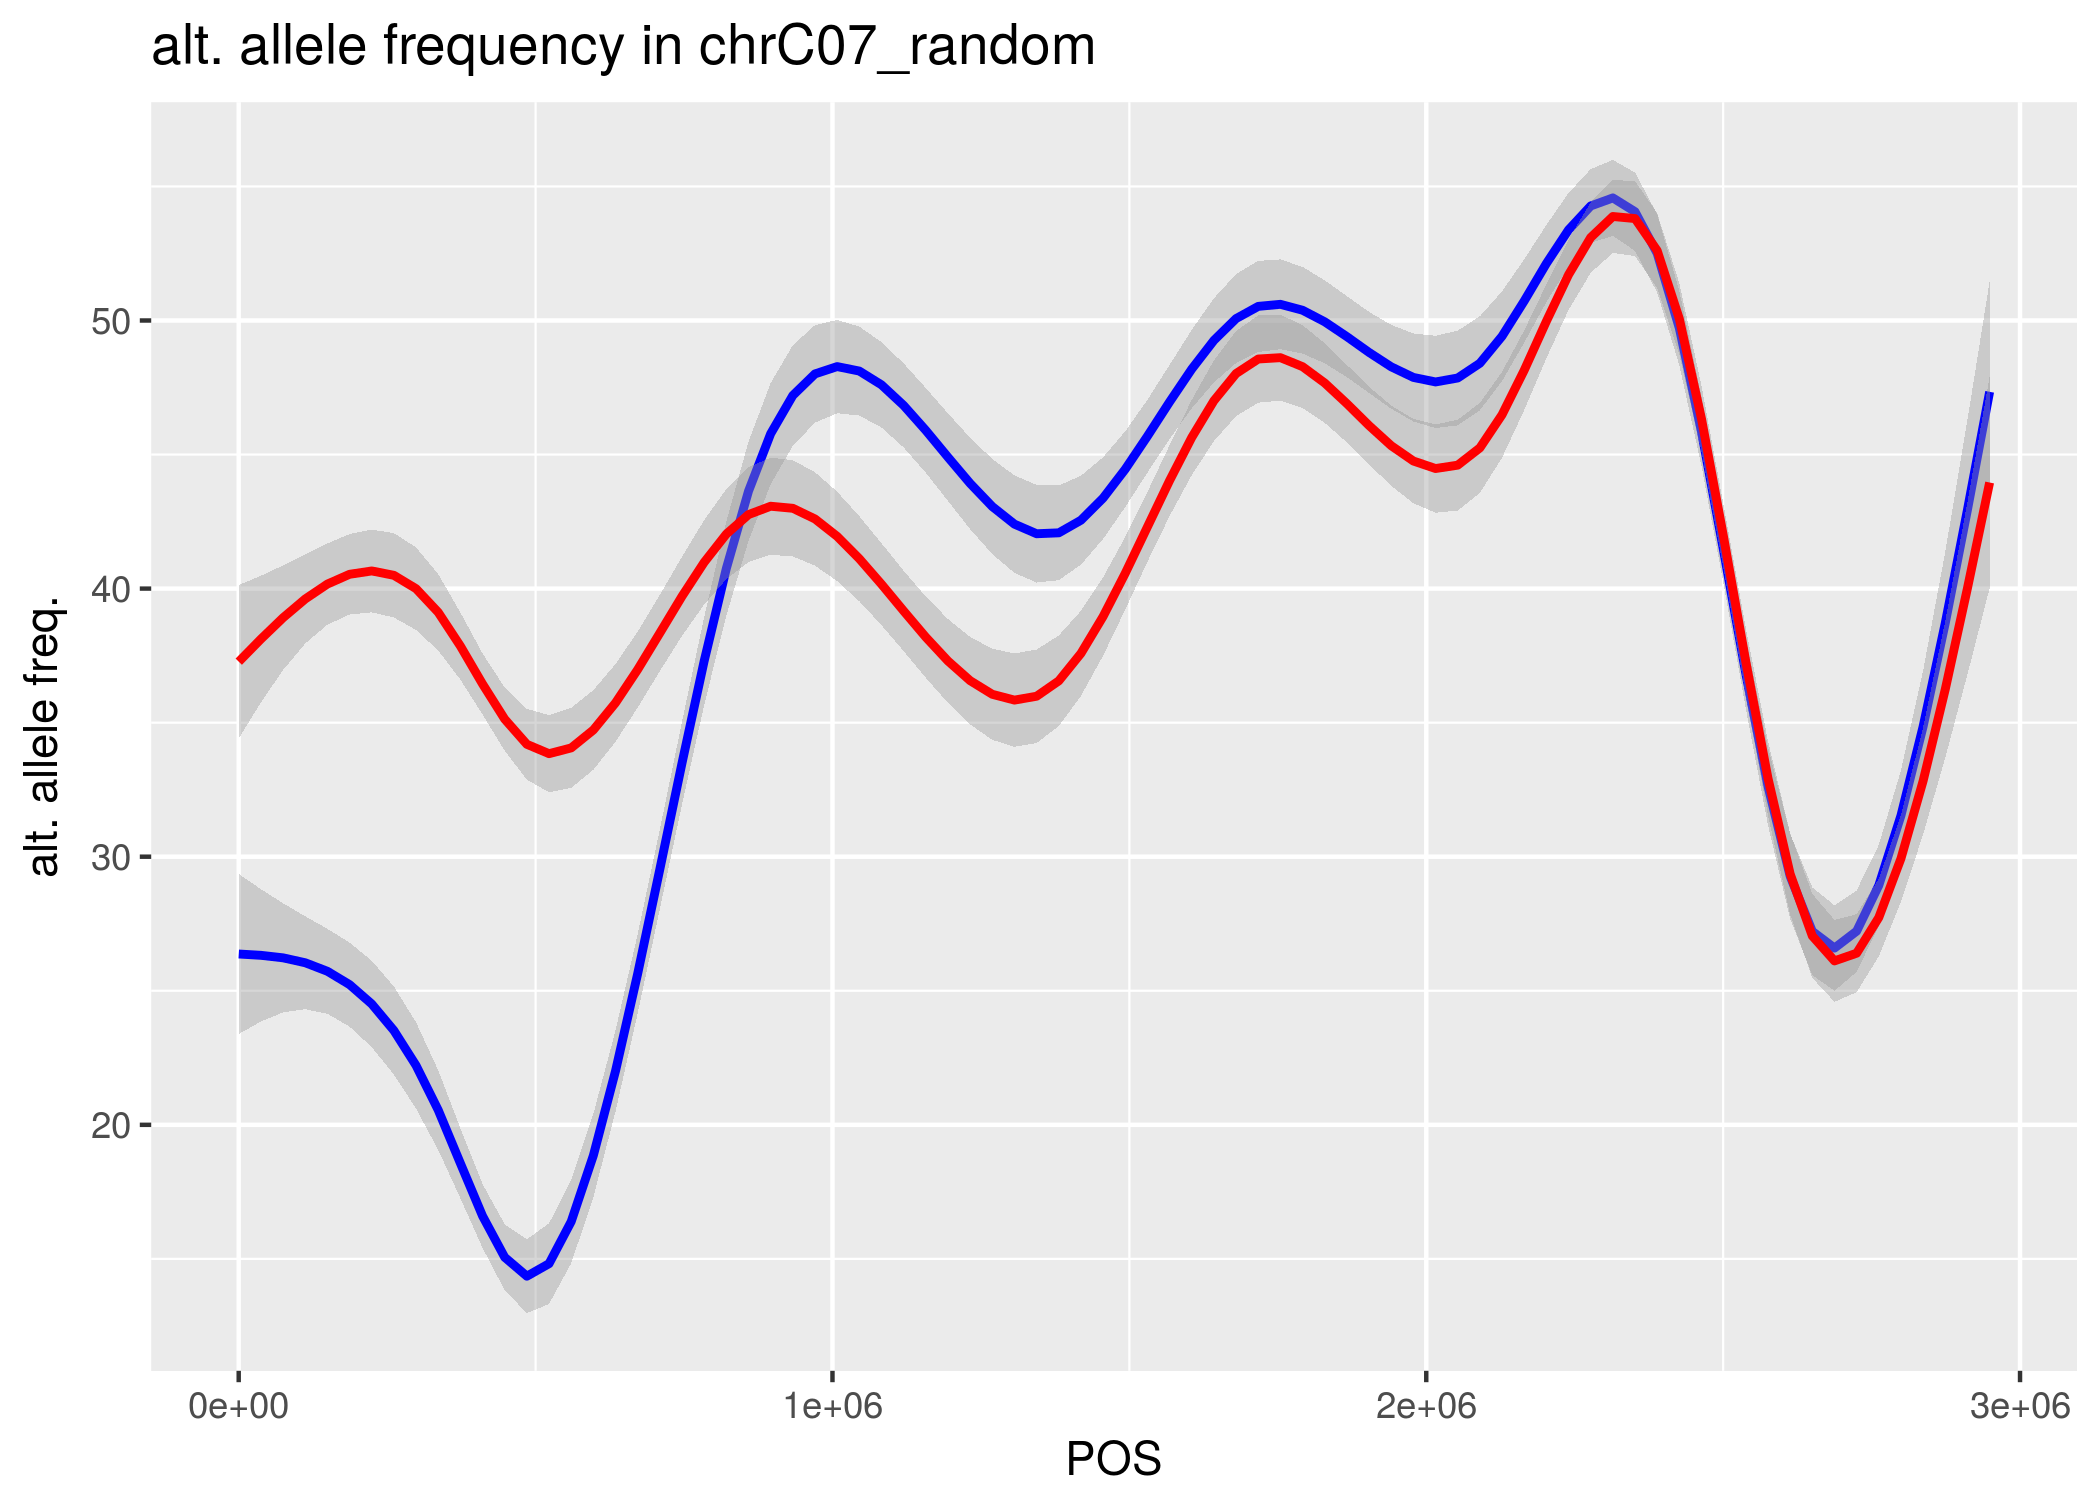 alt. allele frequency in chrC07_random
alt. allele freq.
50
40
30
20
0e+00
1e+06
2e+06
3e+06
POS